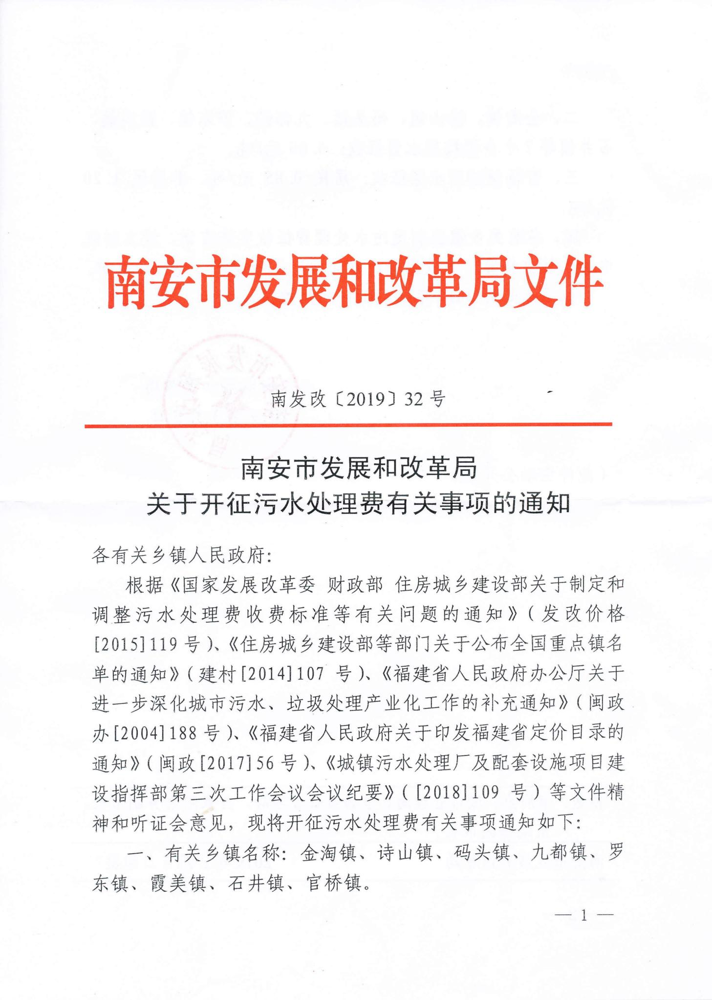 南安市发展和改革局文件
南发改〔2019〕32号
南安市发展和改革局
关于开征污水处理费有关事项的通知
各有关乡镇人民政府：
根据《国家发展改革委 财政部 住房城乡建设部关于制定和
调整污水处理费收费标准等有关问题的通知》（发改价格
[2015]119号）、《住房城乡建设部等部门关于公布全国重点镇名
单的通知》（建村[2014]107 号）、《福建省人民政府办公厅关于
进一步深化城市污水、垃圾处理产业化工作的补充通知》（闽政
办[2004]188号）、《福建省人民政府关于印发福建省定价目录的
通知》（闽政[2017]56号）、《城镇污水处理厂及配套设施项目建
设指挥部第三次工作会议会议纪要》（[2018]109 号）等文件精
神和听证会意见，现将开征污水处理费有关事项通知如下：
一、有关乡镇名称：金淘镇、诗山镇、码头镇、九都镇、罗
东镇、霞美镇、石井镇、官桥镇。
— 1 —